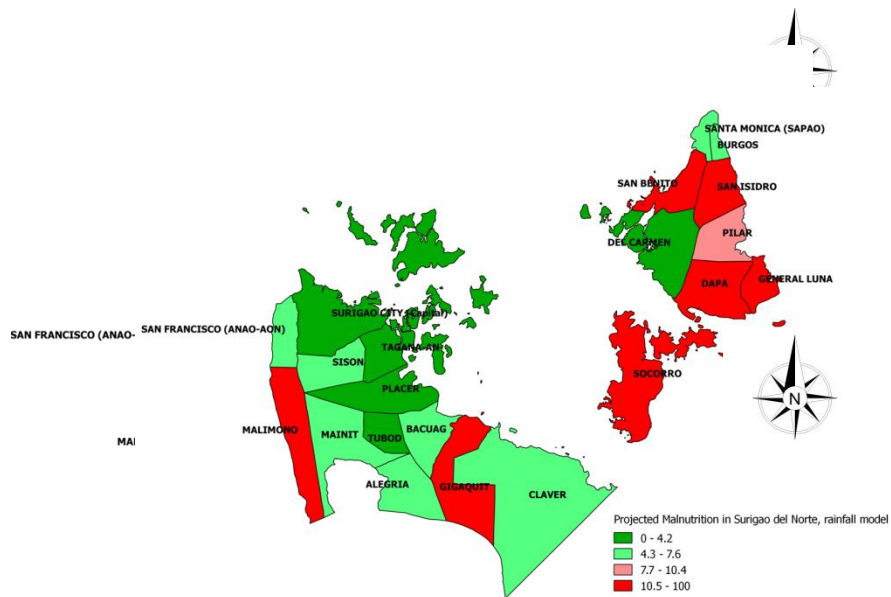 SANTA MONICA (SAPAO)
BURGOS
SAN BENITO
SAN ISIDRO
PILAR
DEL CARMEN
GENERAL LUNA
DAPA
SURIGAO CITY (Capital)
SAN FRANCISCO (ANAO-
SAN FRANCISCO (ANAO-AON)
TAGANA-AN
SISON
SOCORRO
PLACER
N
MALIMONO
BACUAG
MAINIT
TUBOD
MAI
ALEGRIA
GIGAQUIT
CLAVER
Projected Malnutrition in Surigao del Norte, rainfall model
0 - 4.2
4.3 - 7.6
7.7 - 10.4
10.5 - 100